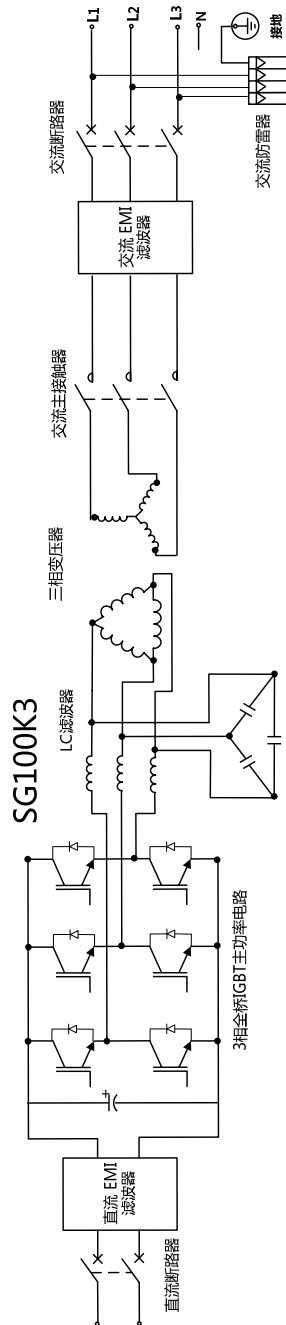 SG100K3
直流断路器
直流 EMI
滤波器
+
3相全桥IGBT主功率电路
LC滤波器
三相变压器
交流主接触器
交流 EMI
滤波器
交流断路器
L1
L2
L3
N
接地
交流防雷器